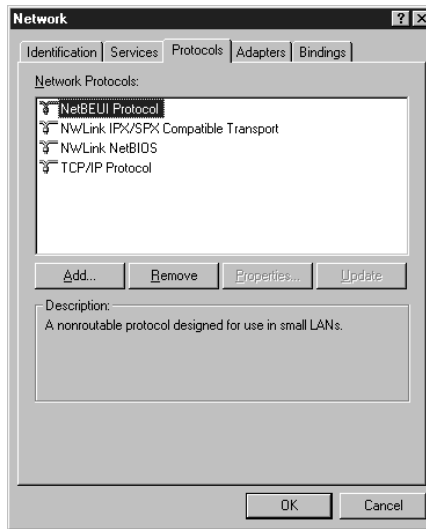 Network
Identification Services Protocols Adapters Bindings
Network Protocols:
NetBEUI Protocol
NWLink IPX/SPX Compatible Transport
NWLink NetBIOS
TCP/IP Protocol
Add... Remove Properties... Update
Description:
A nonroutable protocol designed for use in small LANs.
OK Cancel